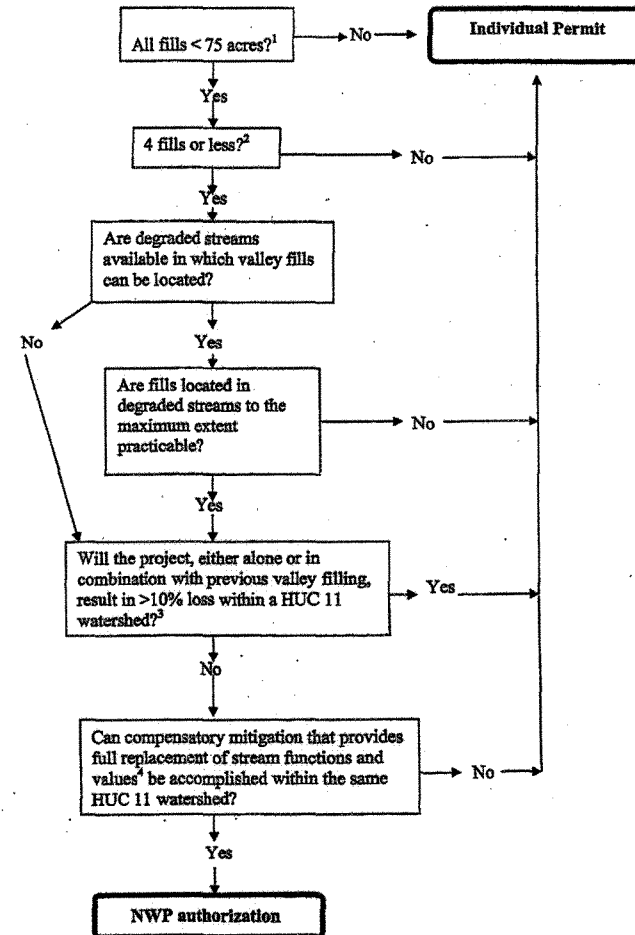 All fills < 75 acres?1
No
Individual Permit
Yes
4 fills or less?2
No
Yes
Are degraded streams
available in which valley fills
can be located?
No
Yes
Are fills located in
degraded streams to the
maximum extent
practicable?
No
Yes
Will the project, either alone or in
combination with previous valley filling,
result in >10% loss within a HUC 11
watershed?3
Yes
No
Can compensatory mitigation that provides
full replacement of stream functions and
values4 be accomplished within the same
HUC 11 watershed?
No
Yes
NWP authorization